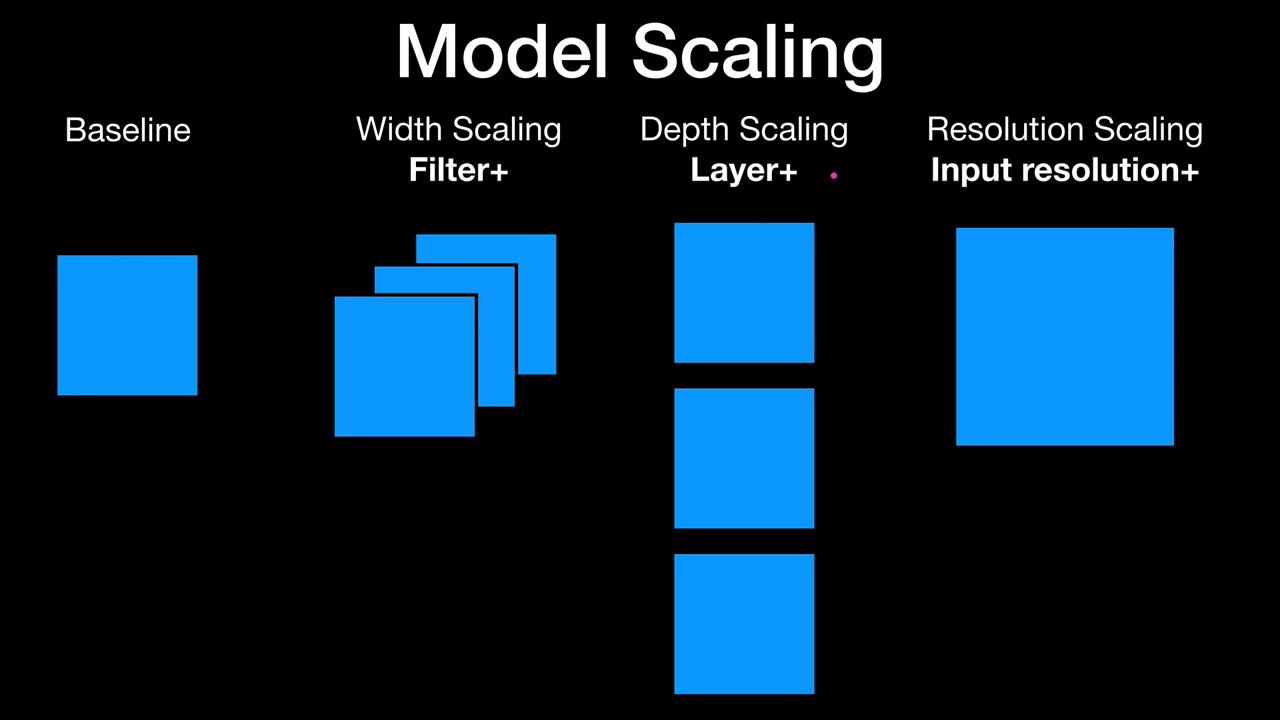 Model Scaling
Baseline
Width Scaling
Filter+
Depth Scaling
Layer+
Resolution Scaling
Input resolution+